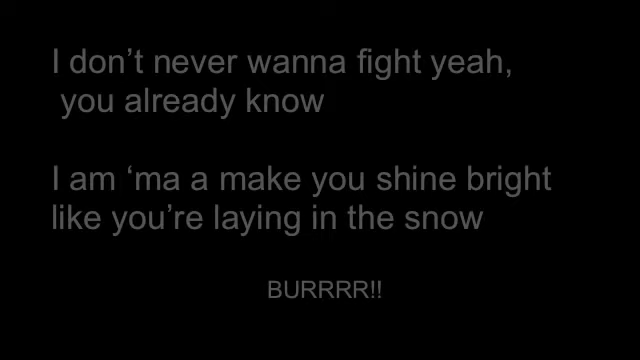 I don’t never wanna fight yeah,
you already know
I am ‘ma a make you shine bright
like you’re laying in the snow
BURRRR!!